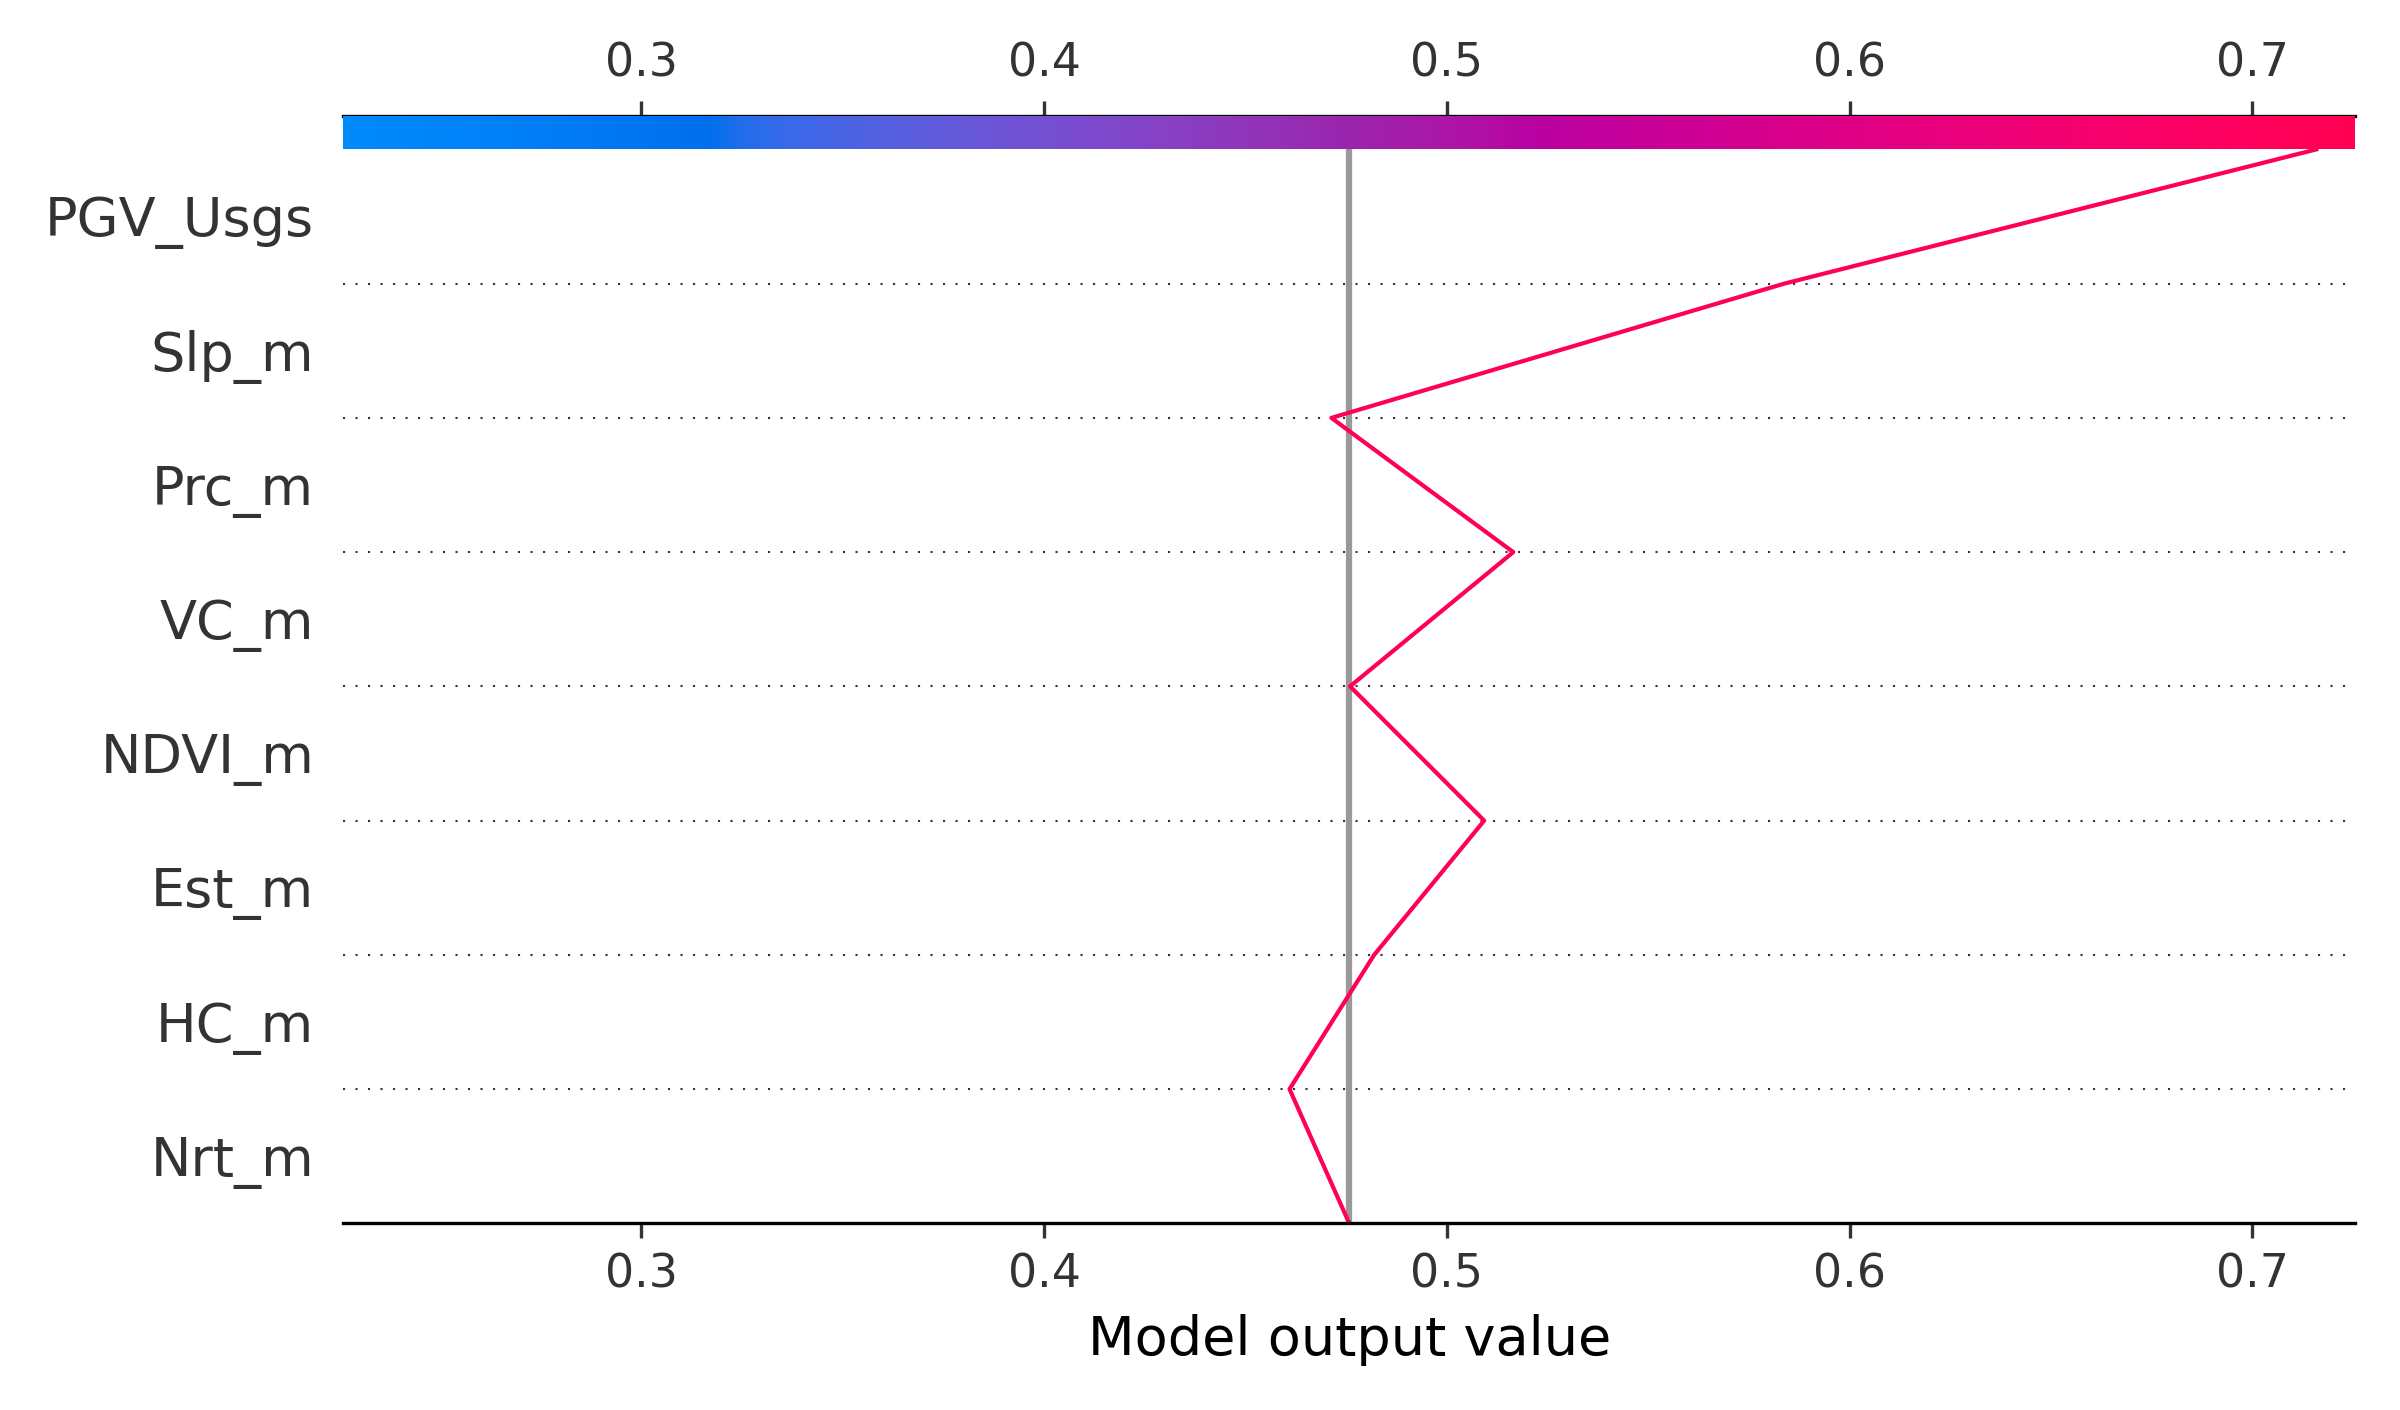 0.3 0.4 0.5 0.6 0.7
PGV_Usgs
Slp_m
Prc_m
VC_m
NDVI_m
Est_m
HC_m
Nrt_m
0.3 0.4 0.5 0.6 0.7
Model output value